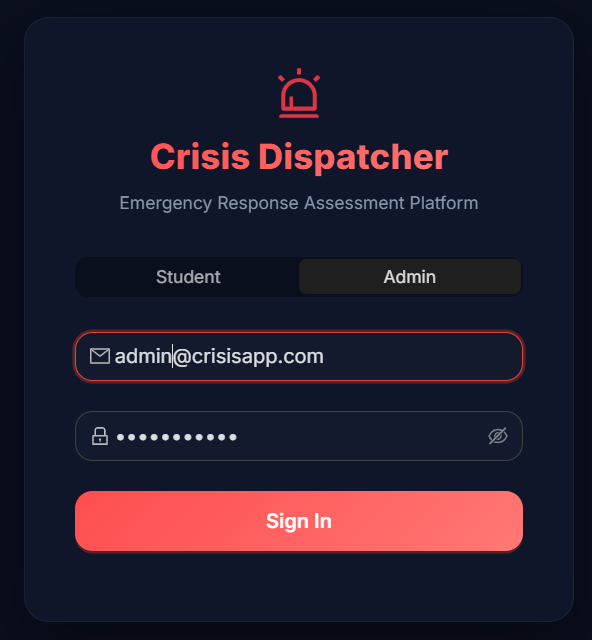 Crisis Dispatcher
Emergency Response Assessment Platform
Student
Admin
admin@crisisapp.com
•••••••••••
Sign In